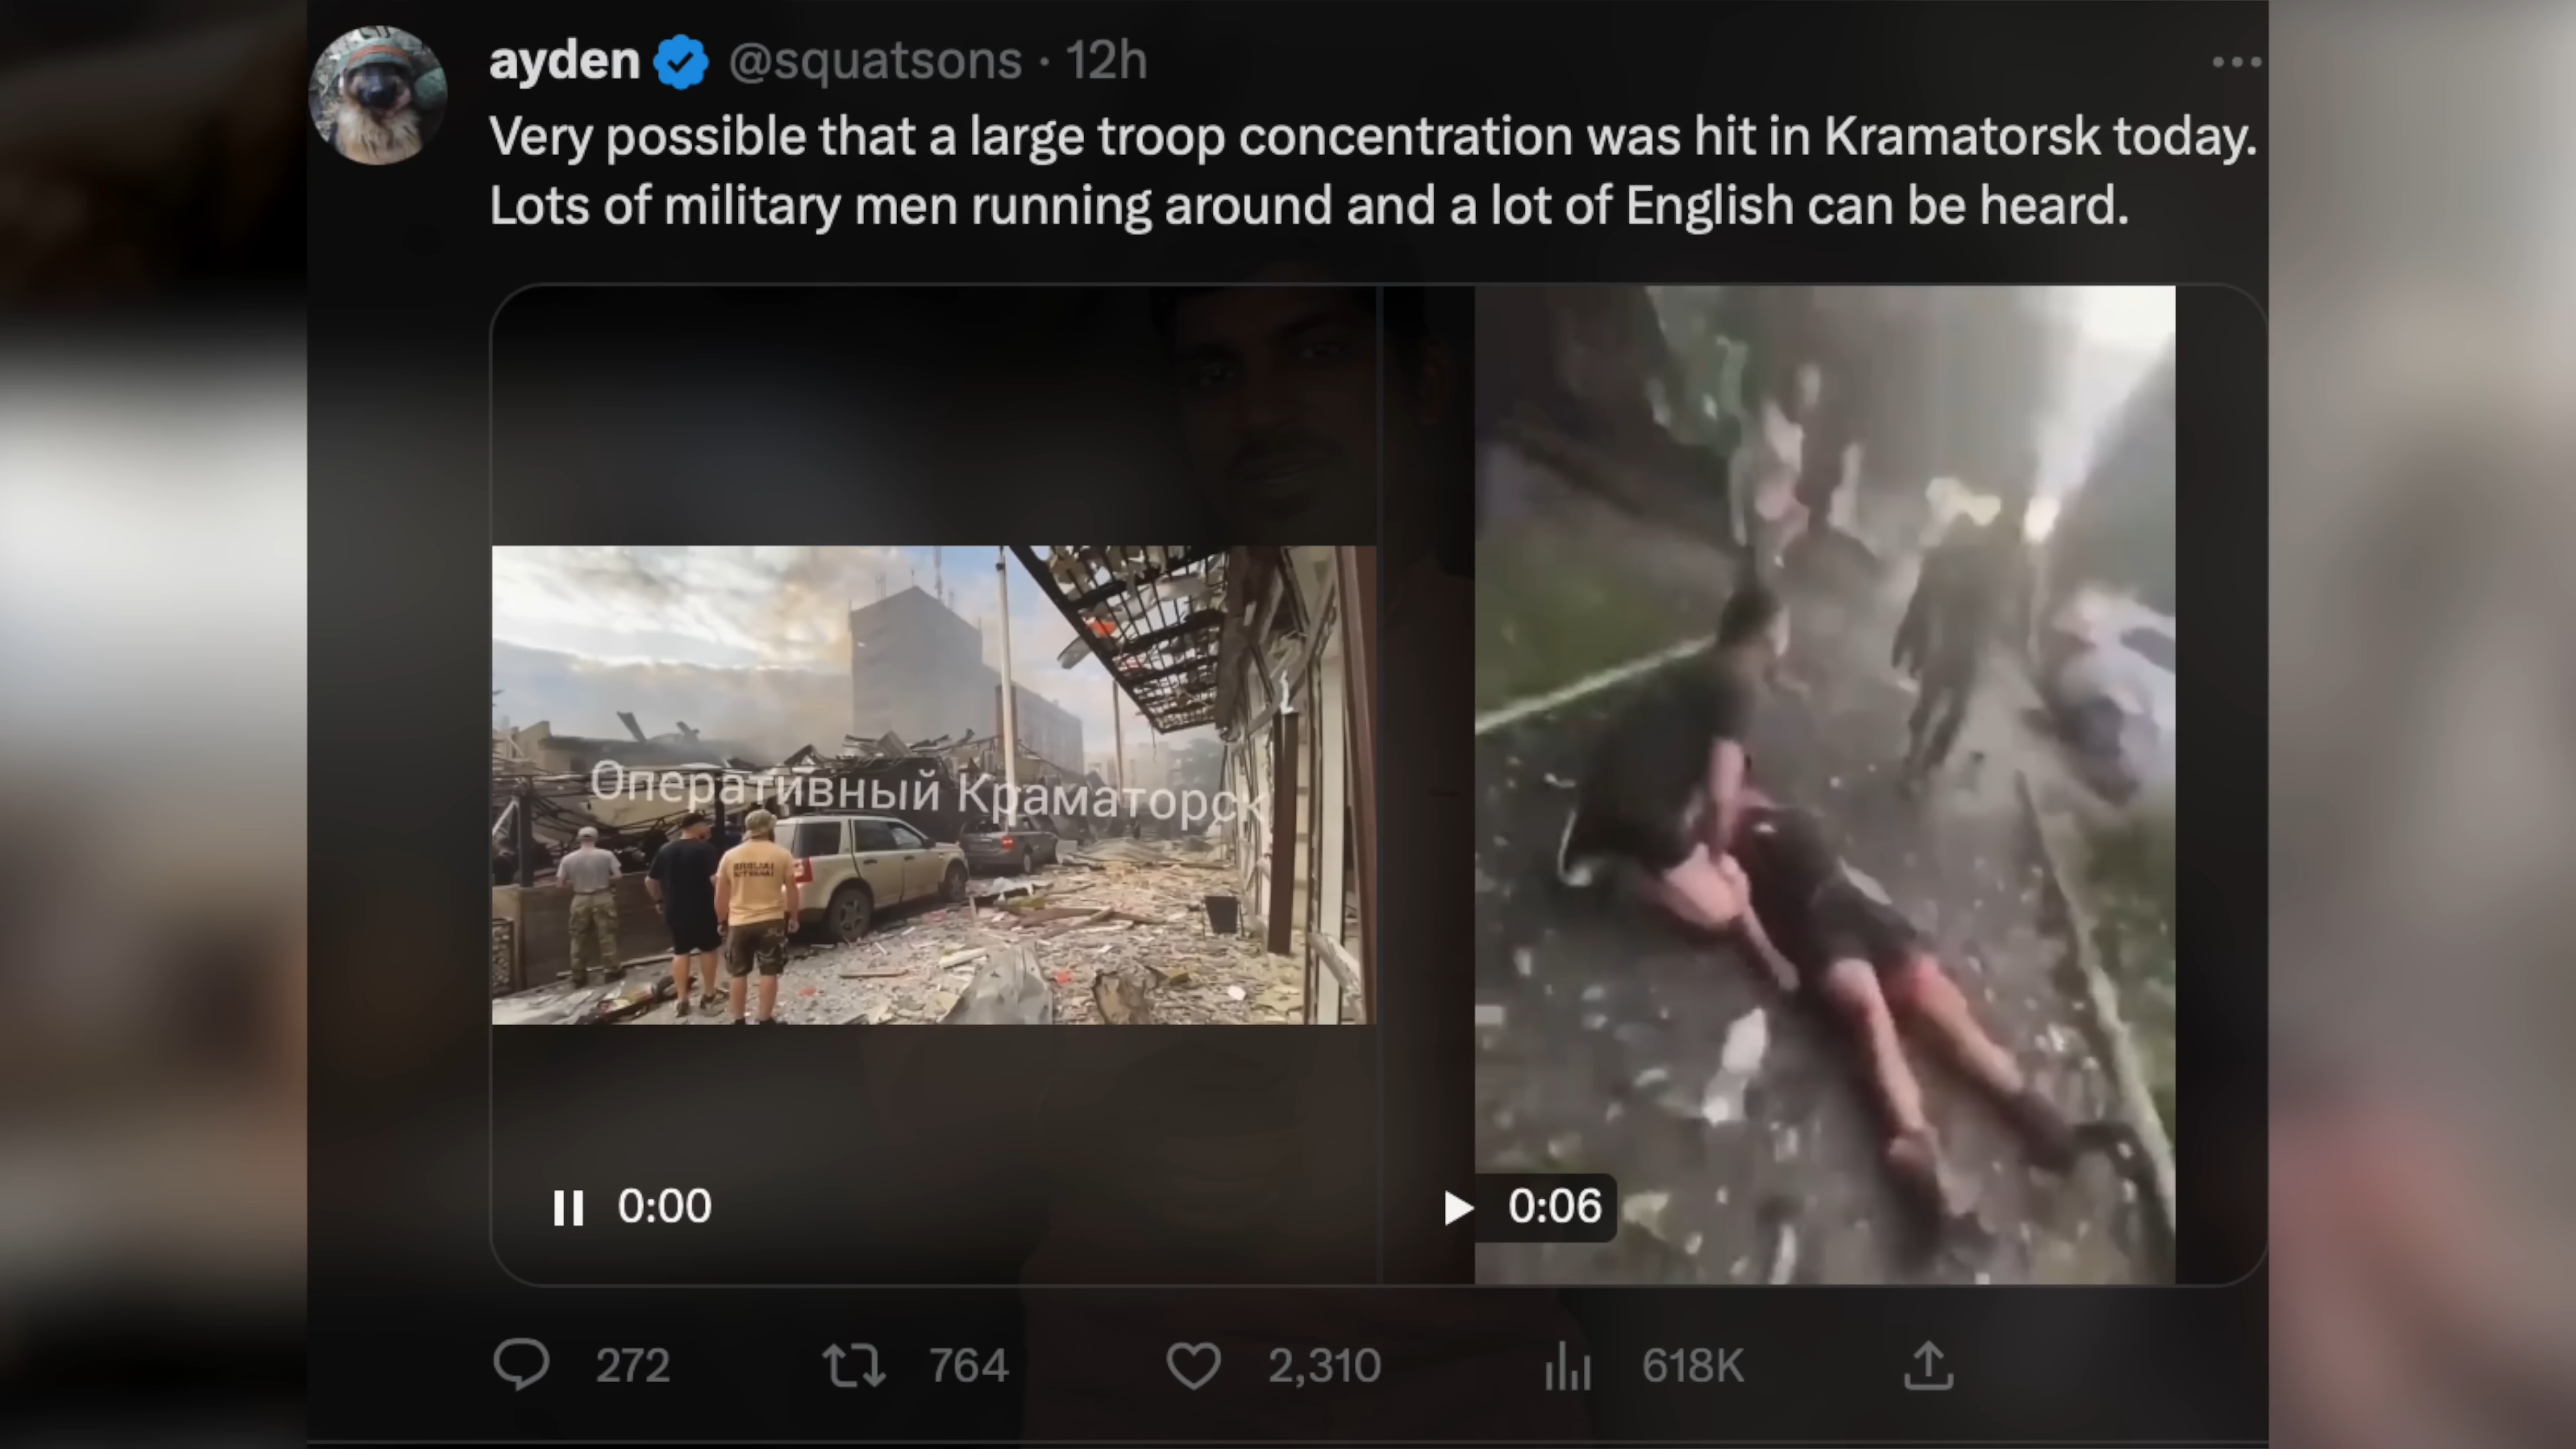 ayden @squatsons · 12h
Very possible that a large troop concentration was hit in Kramatorsk today.
Lots of military men running around and a lot of English can be heard.
Оперативный Краматорск
0:00
0:06
272 764 2,310 618K